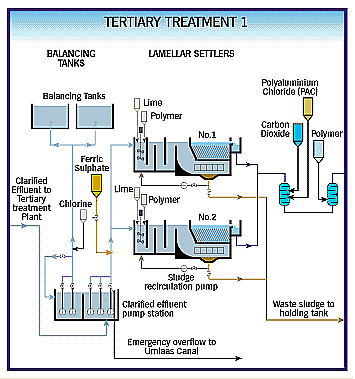 TERTIARY TREATMENT 1
BALANCING
TANKS
LAMELLAR SETTLERS
Polyaluminium
Chloride (PAC)
Balancing Tanks
Lime
Polymer
No.1
Carbon
Dioxide
Polymer
Ferric
Sulphate
Clarified
Effluent to
Tertiary
treatment
Plant
Chlorine
Lime
Polymer
No.2
Sludge
recirculation pump
Clarified effluent
pump station
Waste sludge to
holding tank
Emergency overflow to
Umlaas Canal